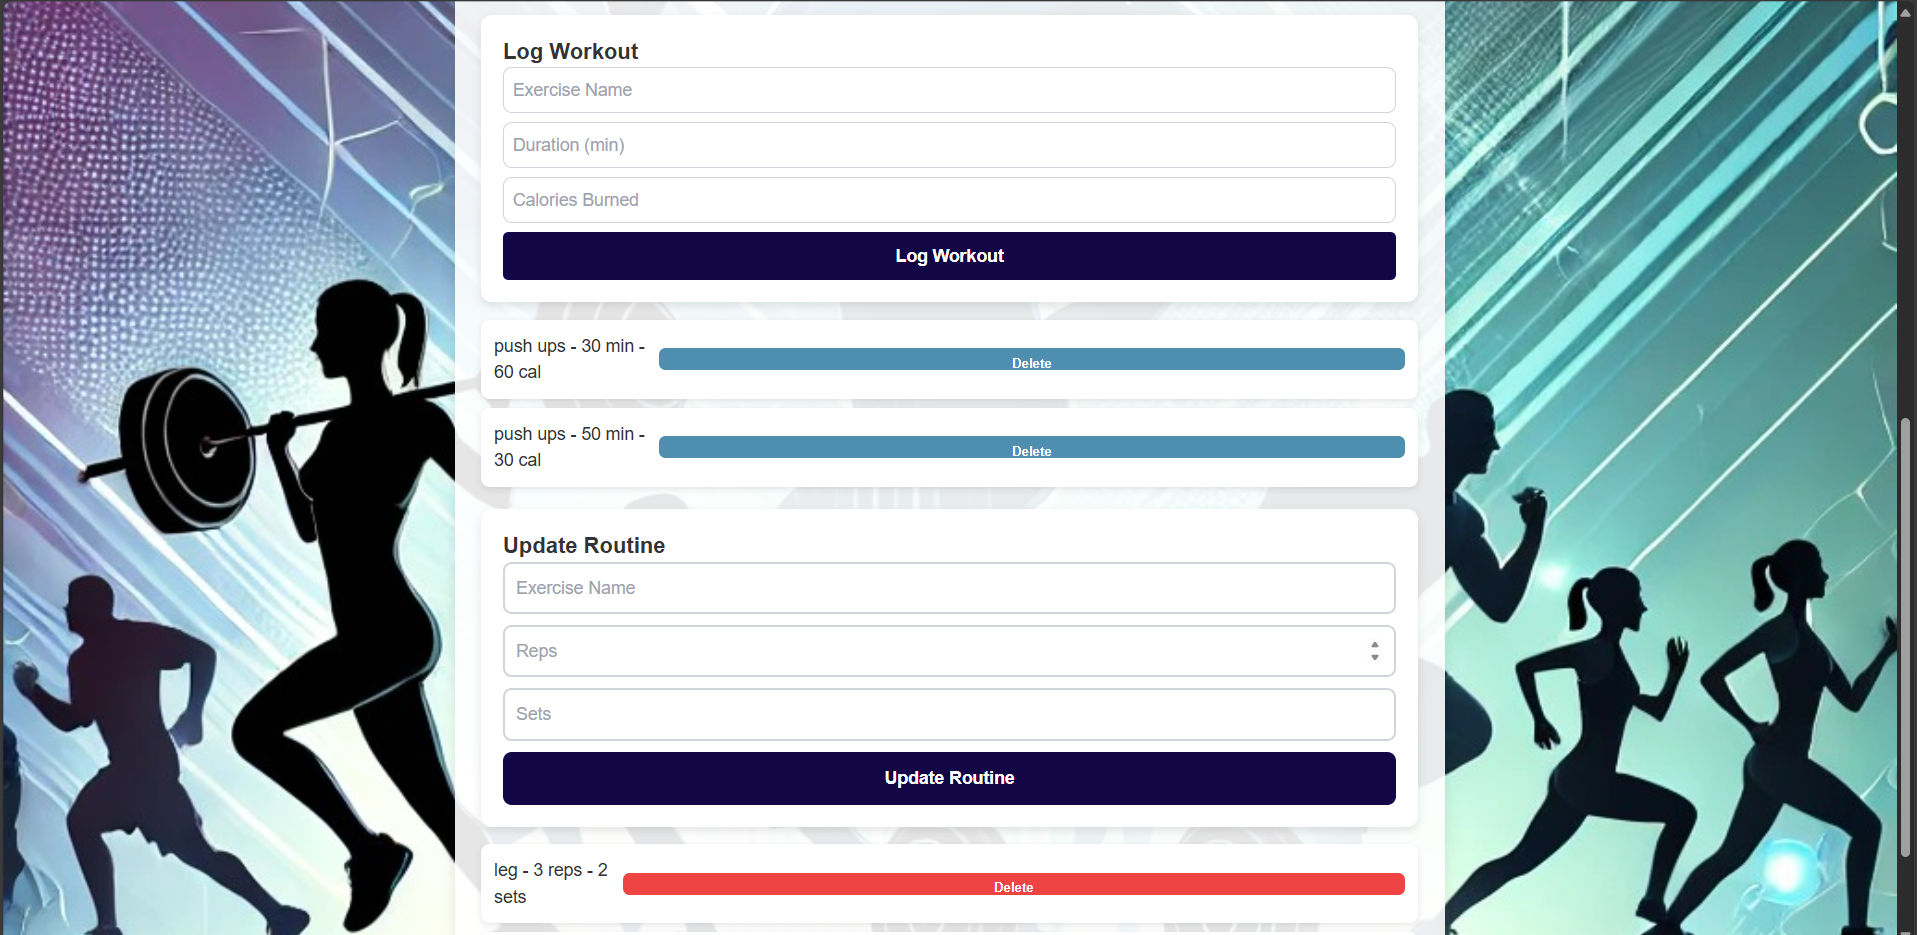 Log Workout
Exercise Name
Duration (min)
Calories Burned
Log Workout
push ups - 30 min -
60 cal
Delete
push ups - 50 min -
30 cal
Delete
Update Routine
Exercise Name
Reps
Sets
Update Routine
leg - 3 reps - 2
sets
Delete